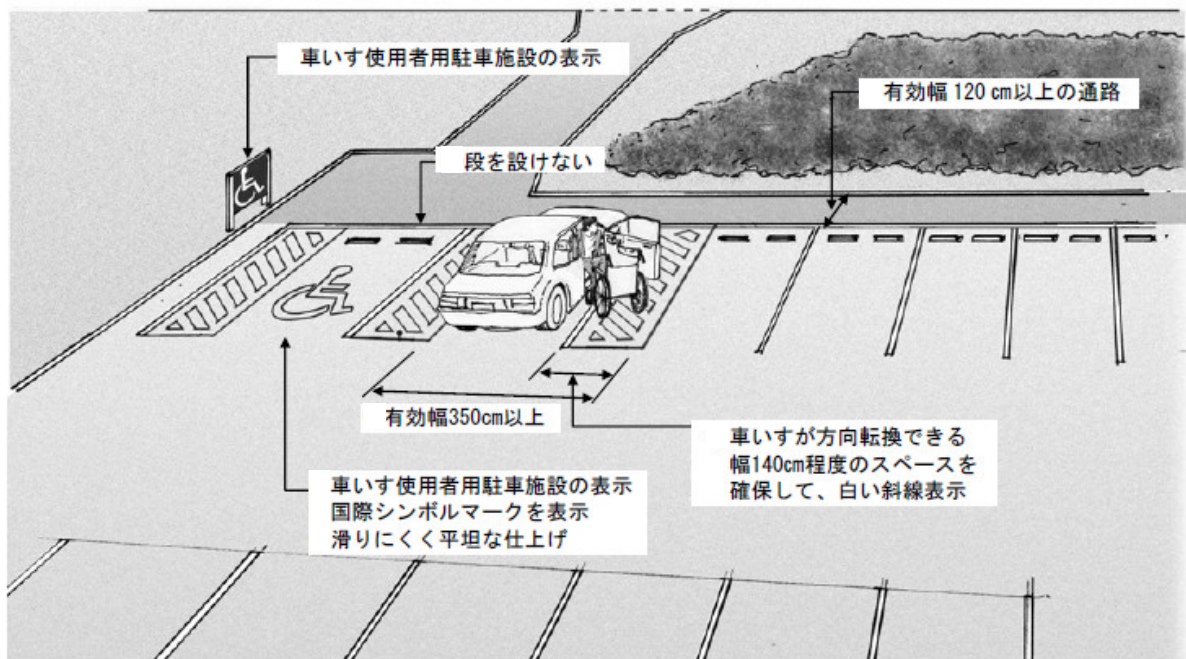 車いす使用者用駐車施設の表示
有効幅 120 ㎝以上の通路
段を設けない
有効幅350㎝以上
車いすが方向転換できる
幅140㎝程度のスペースを
確保して、白い斜線表示
車いす使用者用駐車施設の表示
国際シンボルマークを表示
滑りにくく平坦な仕上げ